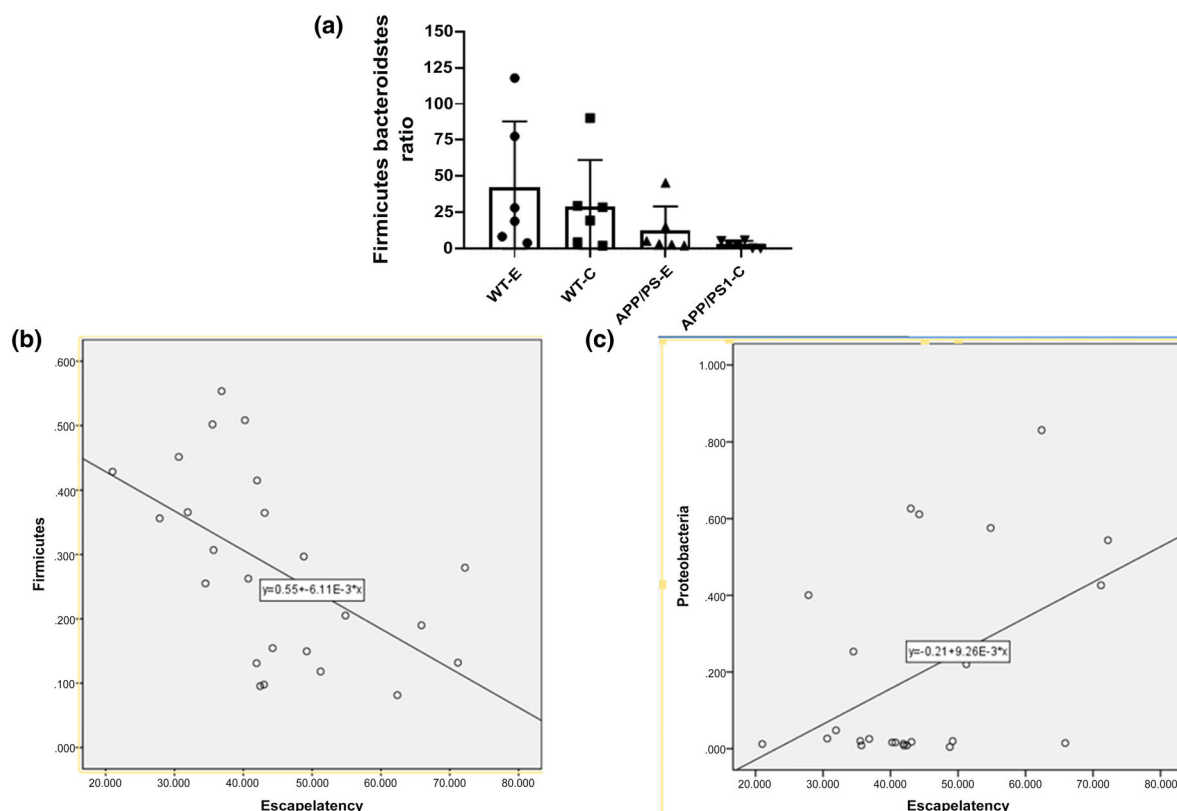 (a)
Firmicutes bacteroidstes
ratio
150
125
100
75
50
25
0
WT-E
WT-C
APP/PS-E
APP/PS1-C
(b)
Firmicutes
.600
.500
.400
.300
.200
.100
.000
y=0.55+-6.11E-3*x
20.000 30.000 40.000 50.000 60.000 70.000 80.000
Escapelatency
(c)
Proteobacteria
1.000
.800
.600
.400
.200
.000
y=-0.21+9.26E-3*x
20.000 30.000 40.000 50.000 60.000 70.000 80.000
Escapelatency